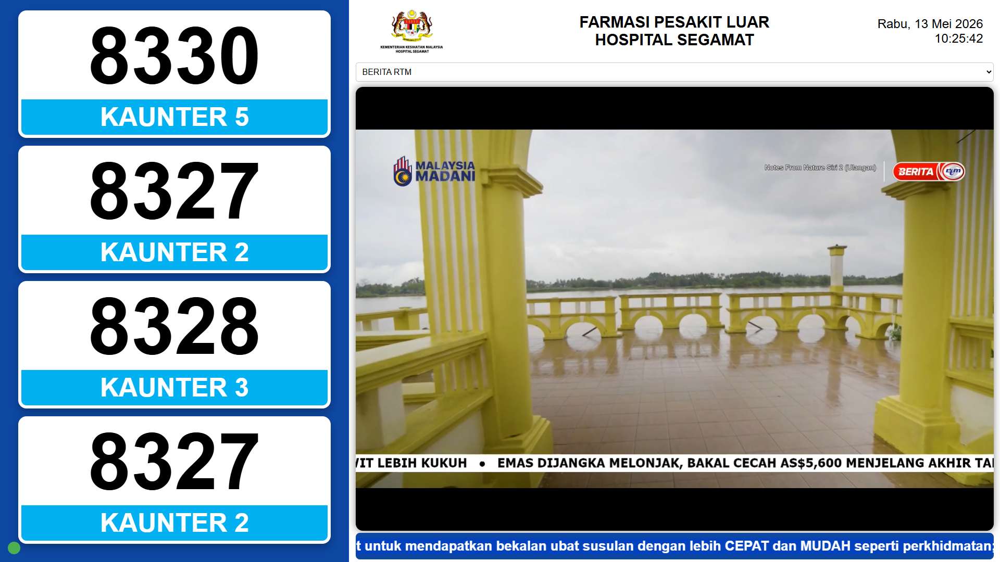 8330
KAUNTER 5
8327
KAUNTER 2
8328
KAUNTER 3
8327
KAUNTER 2
KEMENTERIAN KESIHATAN MALAYSIA
HOSPITAL SEGAMAT
FARMASI PESAKIT LUAR
HOSPITAL SEGAMAT
Rabu, 13 Mei 2026
10:25:42
BERITA RTM
MALAYSIA
MADANI
Notes From Nature Siri 2 (Ulangan)
BERITA rtm
LEBIH KUKUH • EMAS DIJANGKA MELONJAK, BAKAL CECAH AS$5,600 MENJELANG AKHIR
t untuk mendapatkan bekalan ubat susulan dengan lebih CEPAT dan MUDAH seperti perkhidmatan;